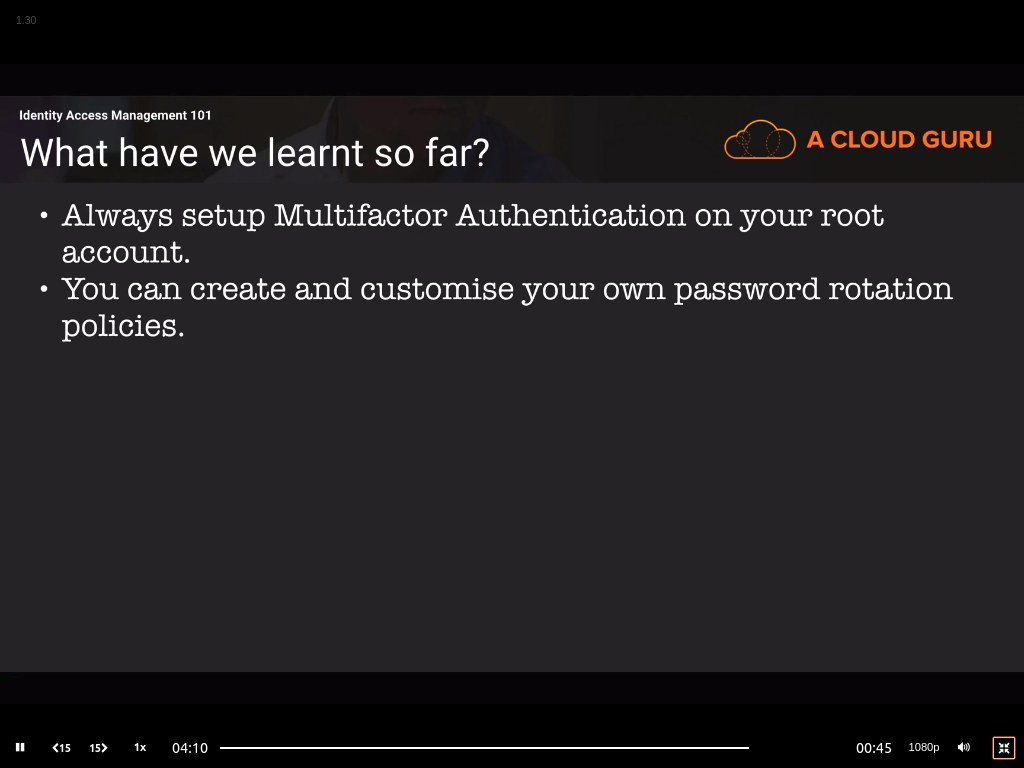 1.30
Identity Access Management 101
What have we learnt so far?
A CLOUD GURU
• Always setup Multifactor Authentication on your root
account.
• You can create and customise your own password rotation
policies.
15
15
1x
04:10
00:45
1080p